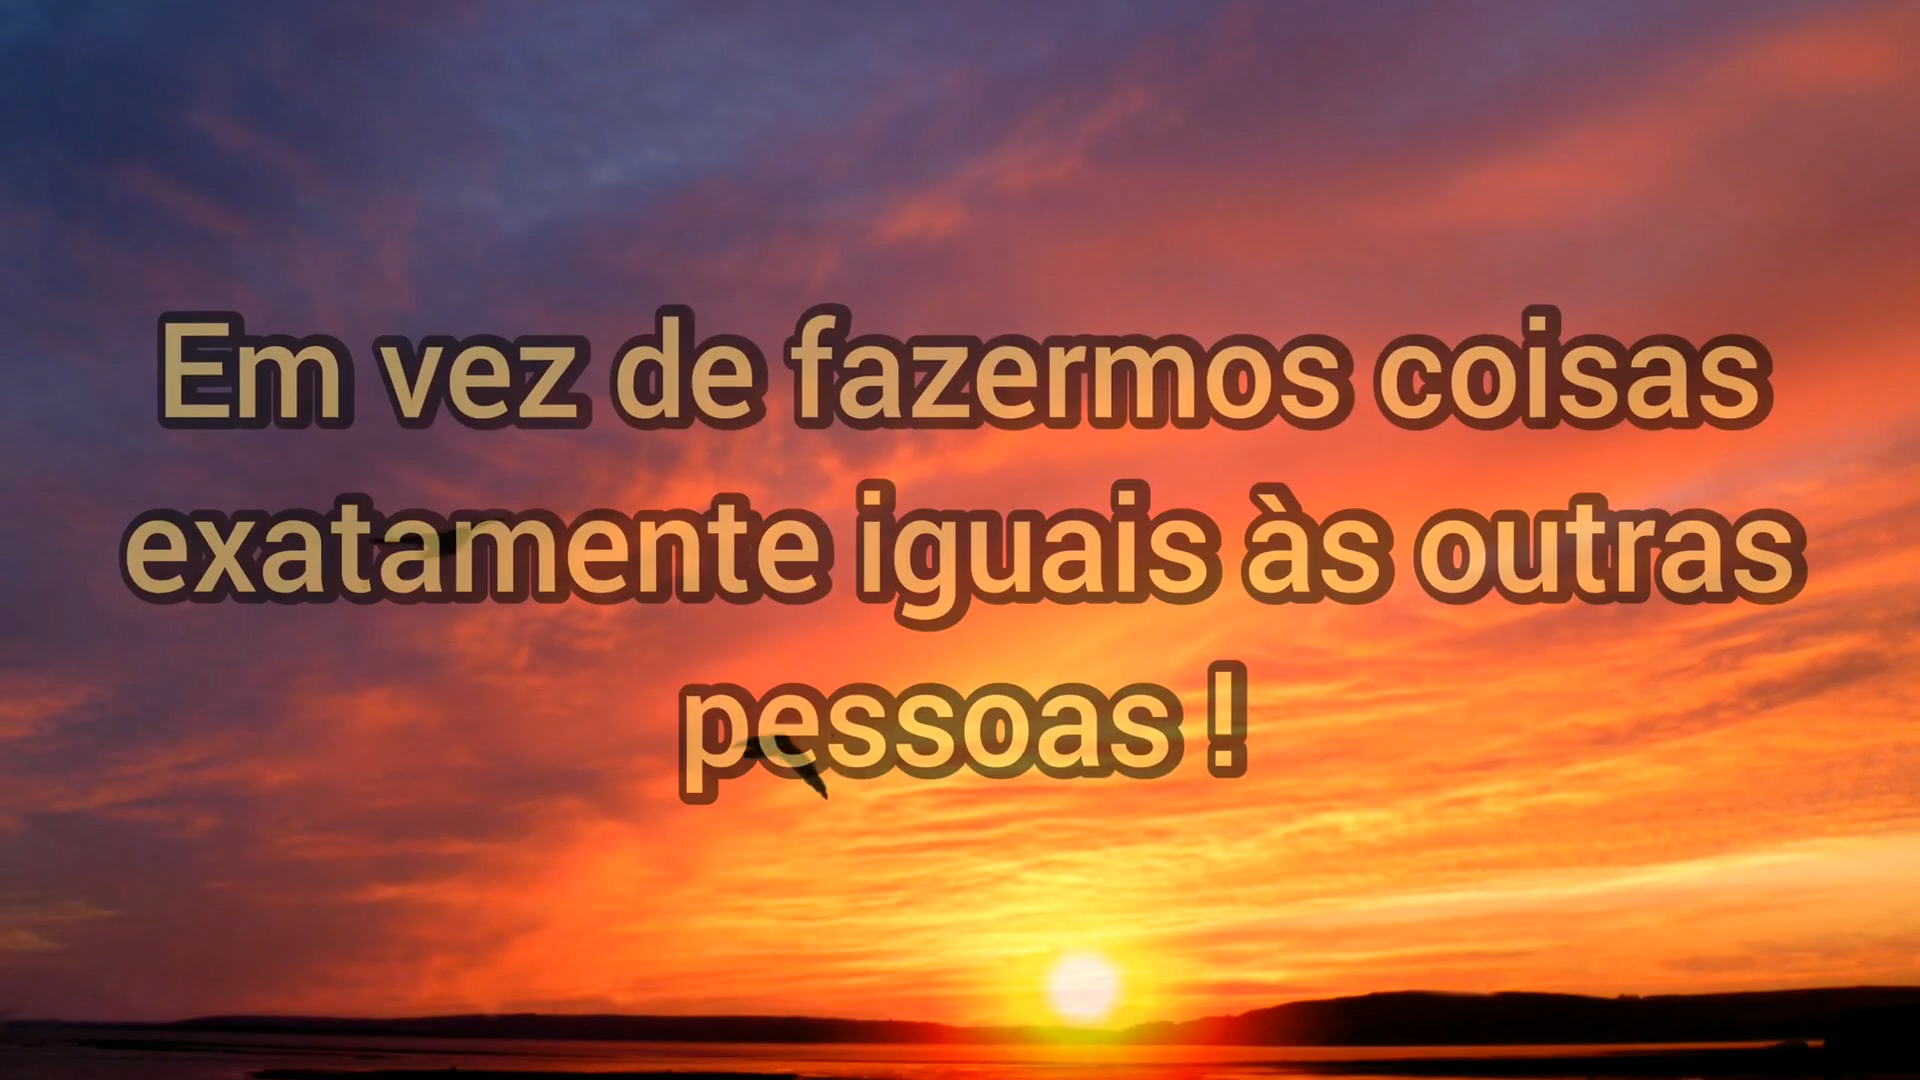 Em vez de fazermos coisas
exatamente iguais às outras
pessoas !